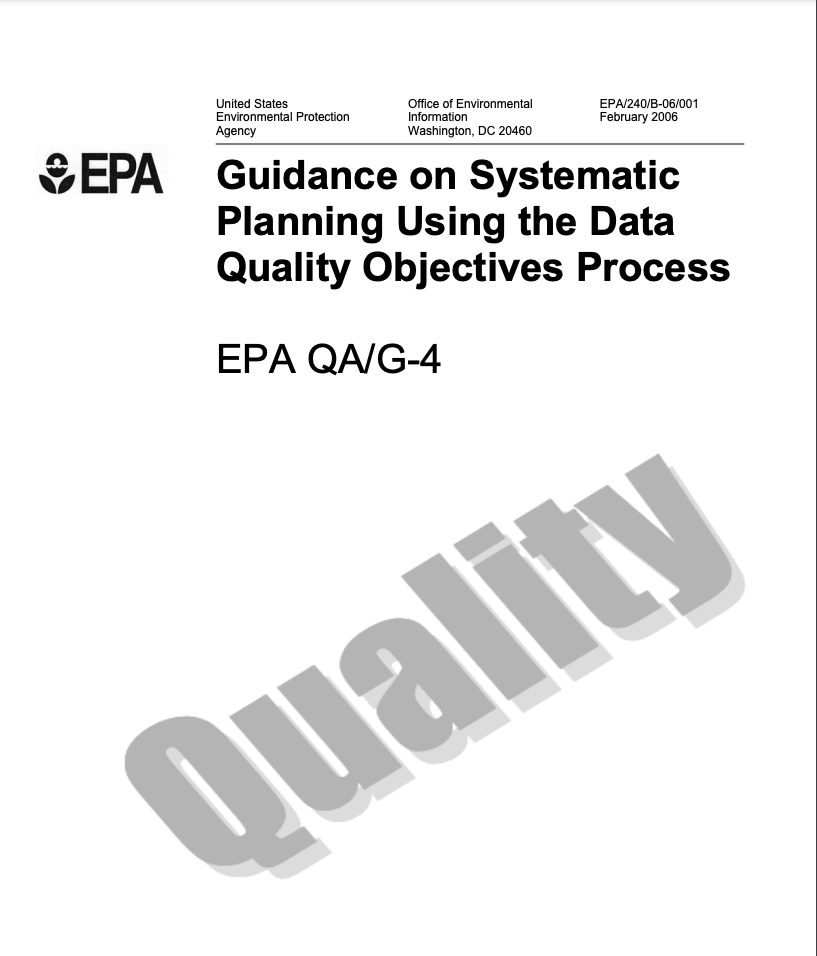 United States
Environmental Protection
Agency
Office of Environmental
Information
Washington, DC 20460
EPA/240/B-06/001
February 2006
EPA
Guidance on Systematic
Planning Using the Data
Quality Objectives Process
EPA QA/G-4
Quality